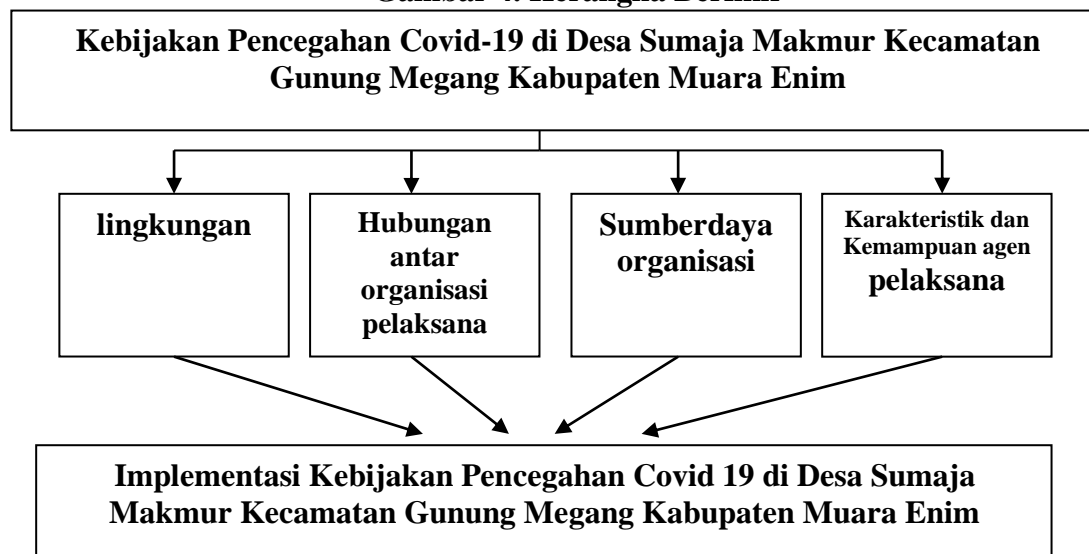 Kebijakan Pencegahan Covid-19 di Desa Sumaja Makmur Kecamatan
Gunung Megang Kabupaten Muara Enim
lingkungan
Hubungan
antar
organisasi
pelaksana
Sumberdaya
organisasi
Karakteristik dan
Kemampuan agen
pelaksana
Implementasi Kebijakan Pencegahan Covid 19 di Desa Sumaja
Makmur Kecamatan Gunung Megang Kabupaten Muara Enim